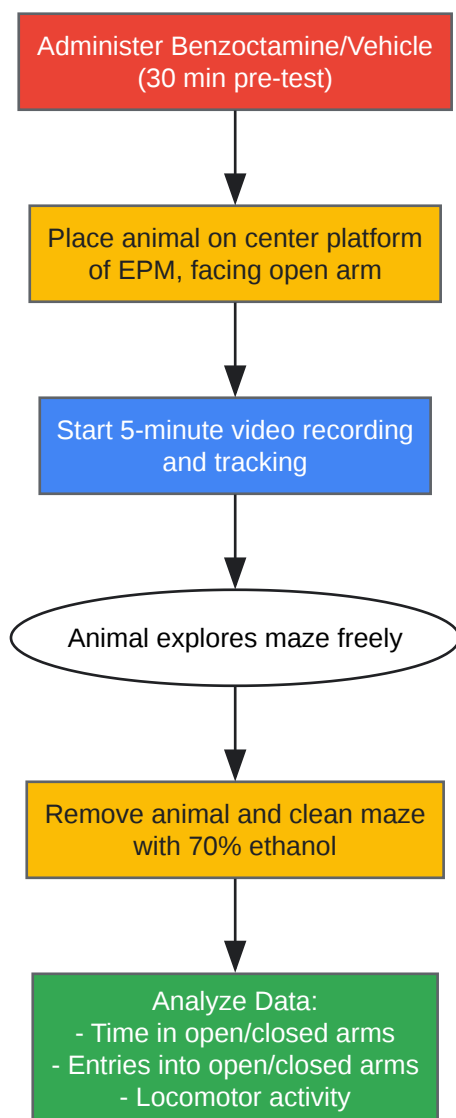 Administer Benzoctamine/Vehicle
(30 min pre-test)
Place animal on center platform
of EPM, facing open arm
Start 5-minute video recording
and tracking
Animal explores maze freely
Remove animal and clean maze
with 70% ethanol
Analyze Data:
- Time in open/closed arms
- Entries into open/closed arms
- Locomotor activity